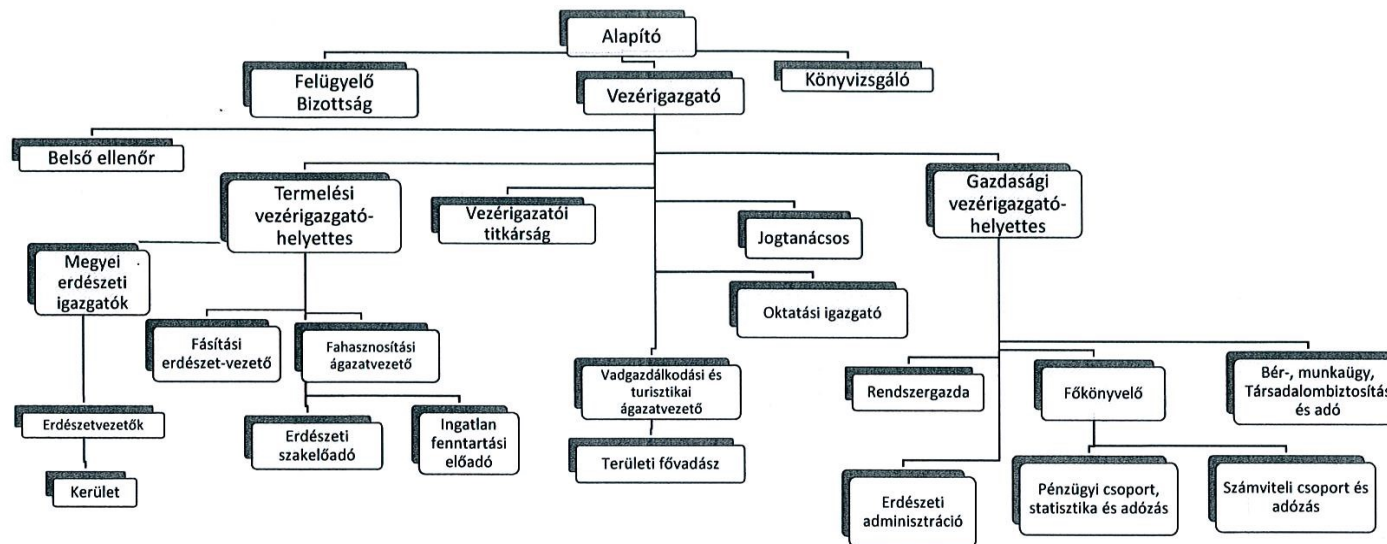 Alapító
Felügyelő
Bizottság
Vezérigazgató
Könyvizsgáló
Belső ellenőr
Termelési
vezérigazgató-
helyettes
Vezérigazatói
titkárság
Jogtanácsos
Gazdasági
vezérigazgató-
helyettes
Megyei
erdészeti
igazgatók
Oktatási igazgató
Fásítási
erdészet-vezető
Fahasznosítási
ágazatvezető
Vadgazdálkodási és
turisztikai
ágazatvezető
Rendszergazda
Főkönyvelő
Bér-, munkaügy,
Társadalombiztosítás
és adó
Erdészetvezetők
Erdészeti
szakelőadó
Ingatlan
fenntartási
előadó
Területi fővadász
Kerület
Erdészeti
adminisztráció
Pénzügyi csoport,
statisztika és adózás
Számviteli csoport és
adózás